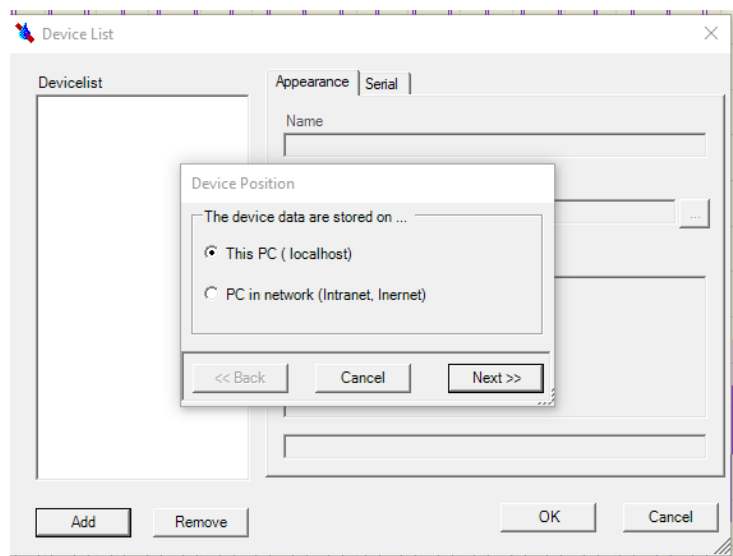 Device List
Devicelist
Appearance
Serial
Name
...
Device Position
The device data are stored on ...
This PC ( localhost)
PC in network (Intranet, Inernet)
<< Back
Cancel
Next >>
Add
Remove
OK
Cancel